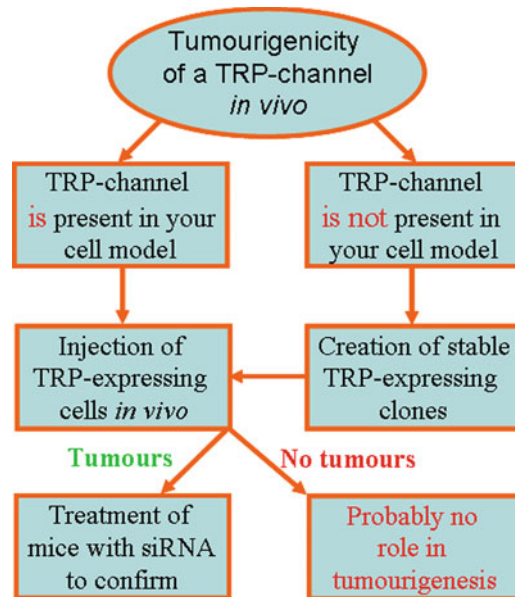 Tumourigenicity
of a TRP-channel
in vivo
TRP-channel
is present in your
cell model
TRP-channel
is not present in
your cell model
Injection of
TRP-expressing
cells in vivo
Creation of stable
TRP-expressing
clones
Tumours
No tumours
Treatment of
mice with siRNA
to confirm
Probably no
role in
tumourigenesis